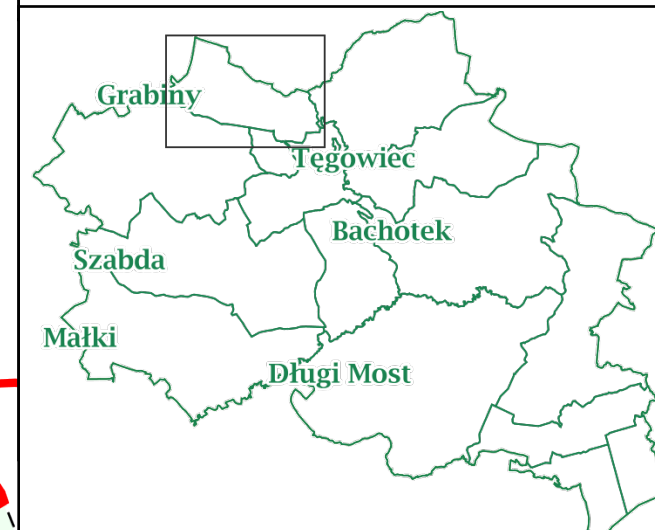 Grabiny
Tęgowiec
Bachotek
Szabda
Małki
Długi Most